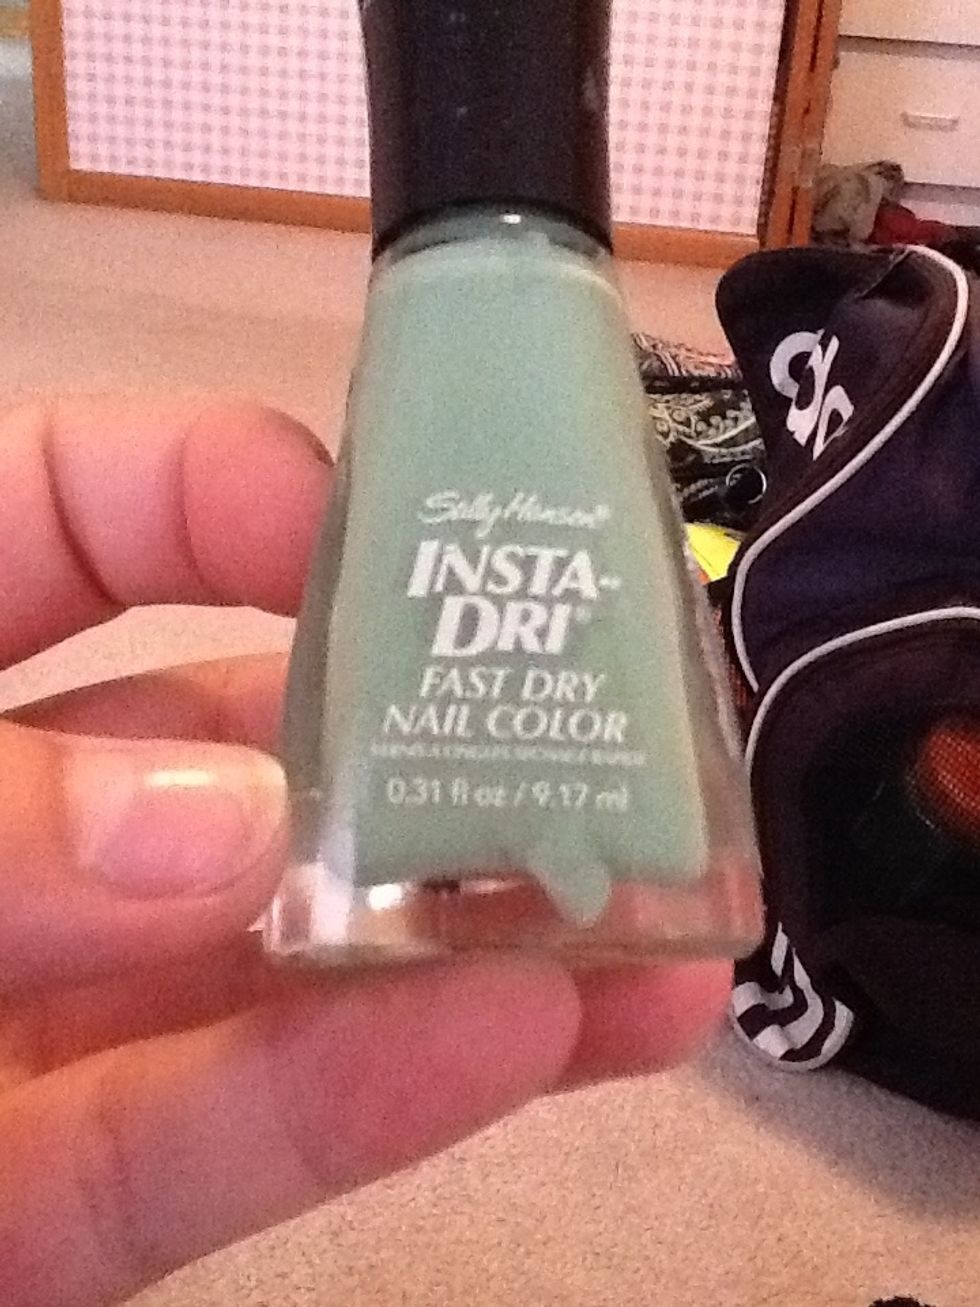 Sally Hansen®
INSTA-
DRI®
FAST DRY
NAIL COLOR
0.31 fl oz / 9.17 ml